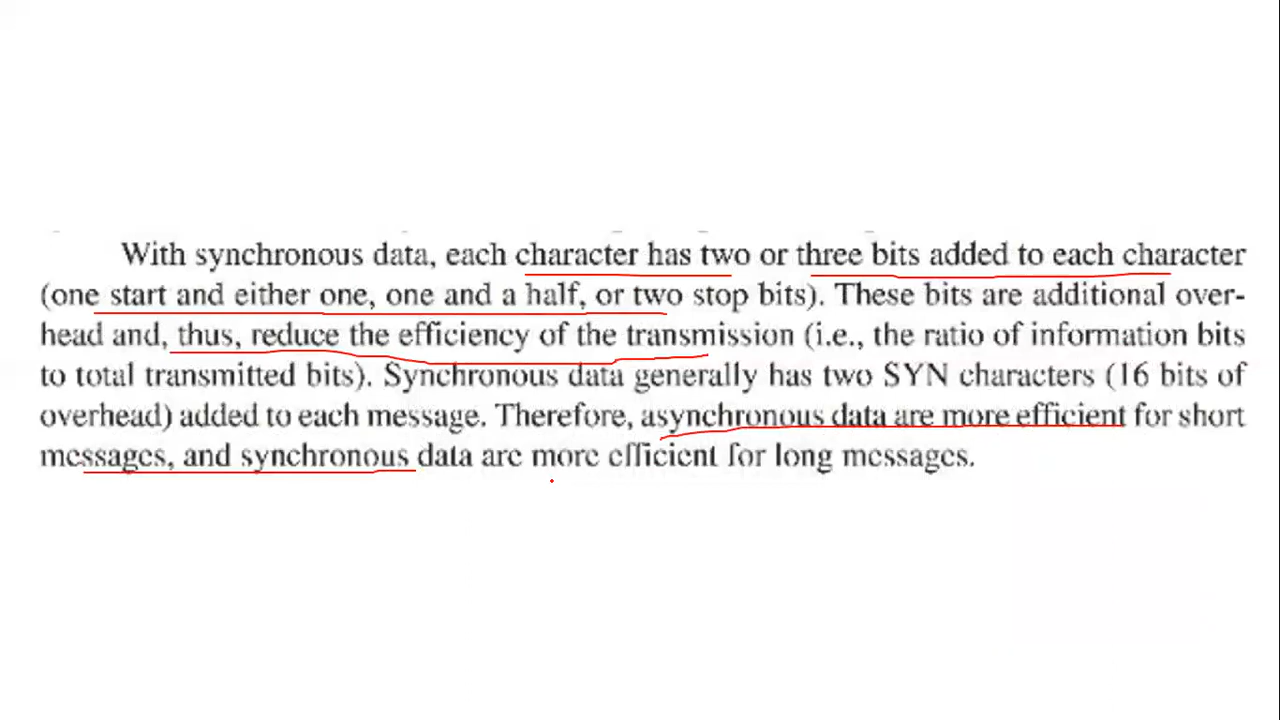 With synchronous data, each character has two or three bits added to each character
(one start and either one, one and a half, or two stop bits). These bits are additional over-
head and, thus, reduce the efficiency of the transmission (i.e., the ratio of information bits
to total transmitted bits). Synchronous data generally has two SYN characters (16 bits of
overhead) added to each message. Therefore, asynchronous data are more efficient for short
messages, and synchronous data are more efficient for long messages.